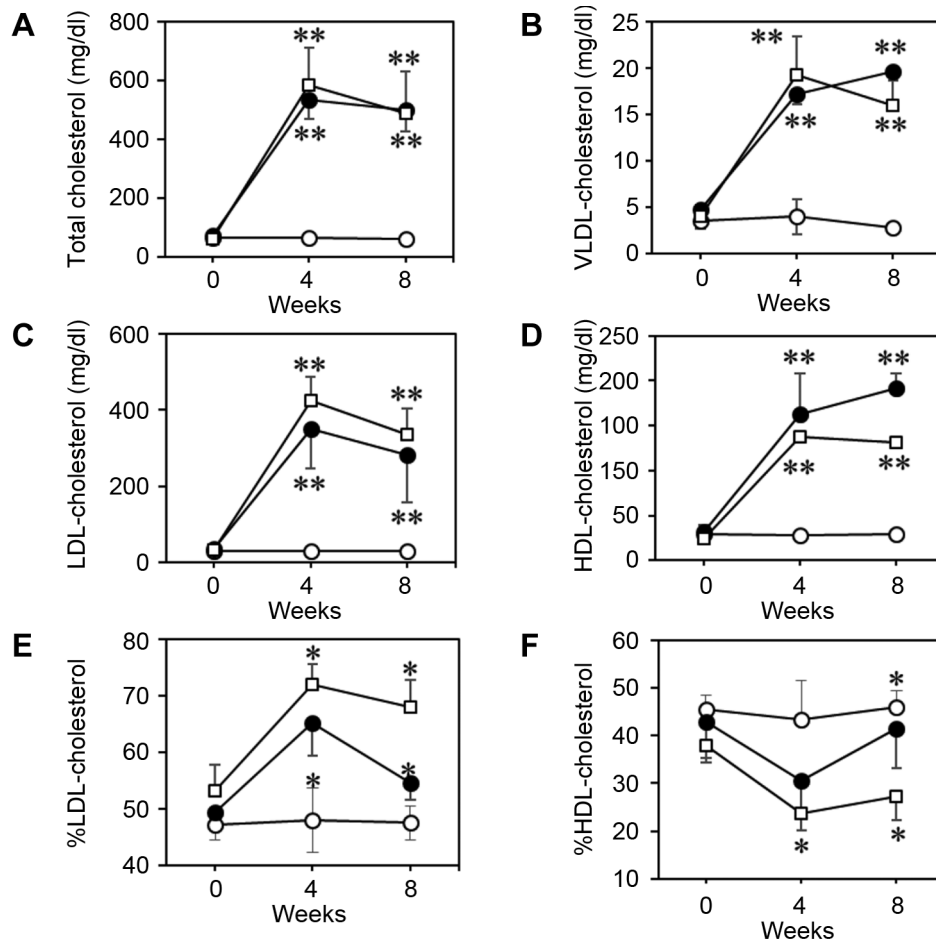 A
Total cholesterol (mg/dl)
800
600
400
200
0
**
**
**
**
0 4 8
Weeks
B
VLDL-cholesterol (mg/dl)
25
20
15
10
5
0
**
**
**
**
0 4 8
Weeks
C
LDL-cholesterol (mg/dl)
600
400
200
0
**
**
**
**
0 4 8
Weeks
D
HDL-cholesterol (mg/dl)
250
200
100
150
50
0
**
**
**
**
0 4 8
Weeks
E
%LDL-cholesterol
80
70
60
50
40
*
*
*
*
0 4 8
Weeks
F
%HDL-cholesterol
60
50
40
30
20
10
*
*
*
0 4 8
Weeks